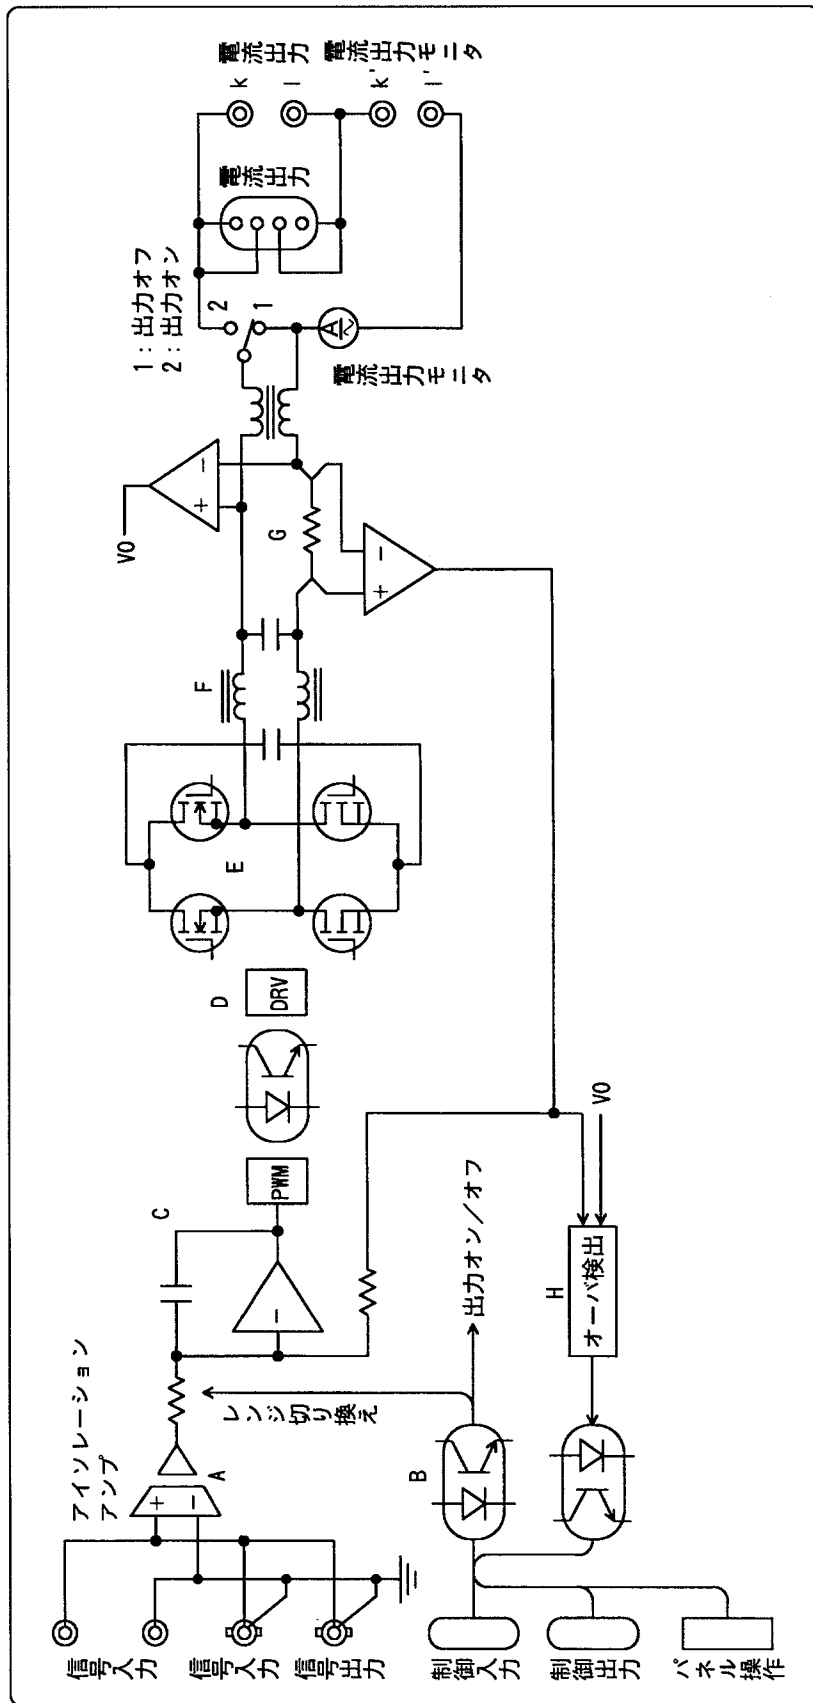 信号入力
信号入力
信号出力
制御入力
制御出力
パネル操作
アイソレーション
アンプ
+
−
A
レンジ切り換え
B
出力オン/オフ
C
−
PWM
D
DRV
E
F
G
H
オーバ検出
VO
VO
+
−
+
−
1:出力オフ
2:出力オン
2
1
A
電流出力モニタ
電流出力
電流出力
k
l
電流出力モニタ
k'
l'